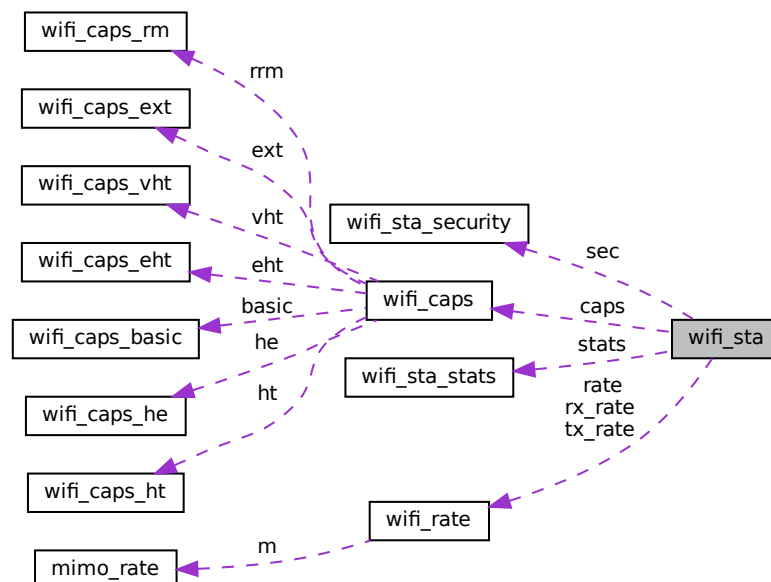 wifi_caps_rm
rrm
wifi_caps_ext
ext
wifi_caps_vht
vht
wifi_sta_security
sec
wifi_caps_eht
eht
wifi_caps
caps
wifi_caps_basic
basic
wifi_sta
he
wifi_sta_stats
stats
wifi_caps_he
ht
rate
rx_rate
tx_rate
wifi_caps_ht
wifi_rate
m
mimo_rate